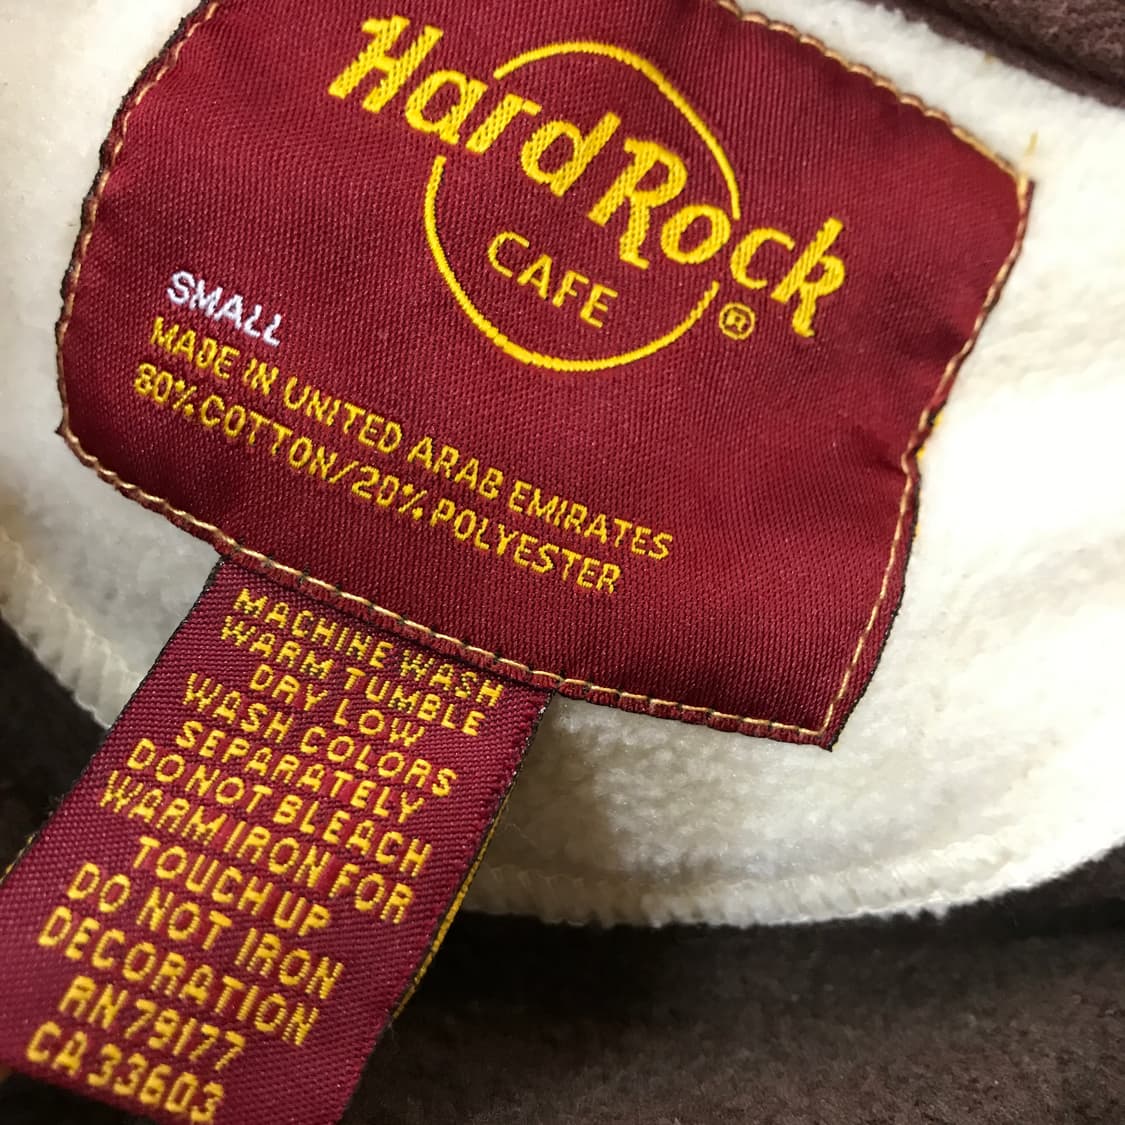 Hard Rock
CAFE
®
SMALL
MADE IN UNITED ARAB EMIRATES
80% COTTON/20% POLYESTER
MACHINE WASH
WARM TUMBLE
DRY LOW
WASH COLORS
SEPARATELY
DO NOT BLEACH
WARM IRON FOR
TOUCH UP
DO NOT IRON
DECORATION
RN 79177
CA 33603